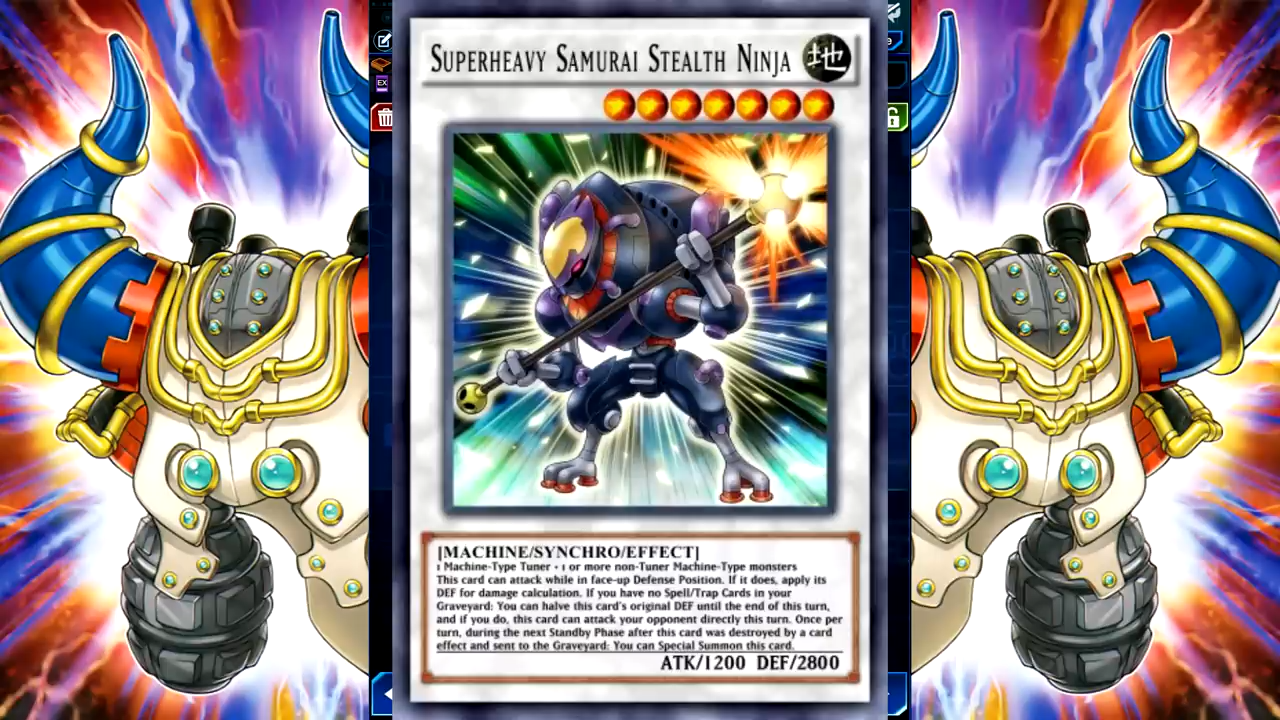 SUPERHEAVY SAMURAI STEALTH NINJA
地
EX
[MACHINE/SYNCHRO/EFFECT]
1 Machine-Type Tuner + 1 or more non-Tuner Machine-Type monsters
This card can attack while in face-up Defense Position. If it does, apply its
DEF for damage calculation. If you have no Spell/Trap Cards in your
Graveyard: You can halve this card's original DEF until the end of this turn,
and if you do, this card can attack your opponent directly this turn. Once per
turn, during the next Standby Phase after this card was destroyed by a card
effect and sent to the Graveyard: You can Special Summon this card.
ATK/1200 DEF/2800